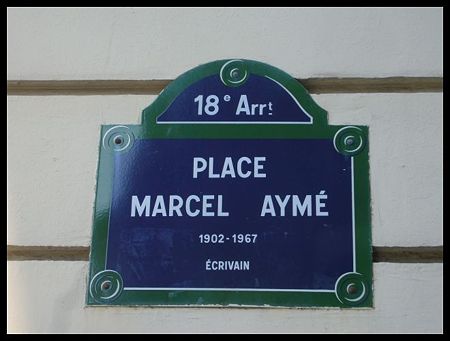 18e Arrt
PLACE
MARCEL AYMÉ
1902-1967
ÉCRIVAIN